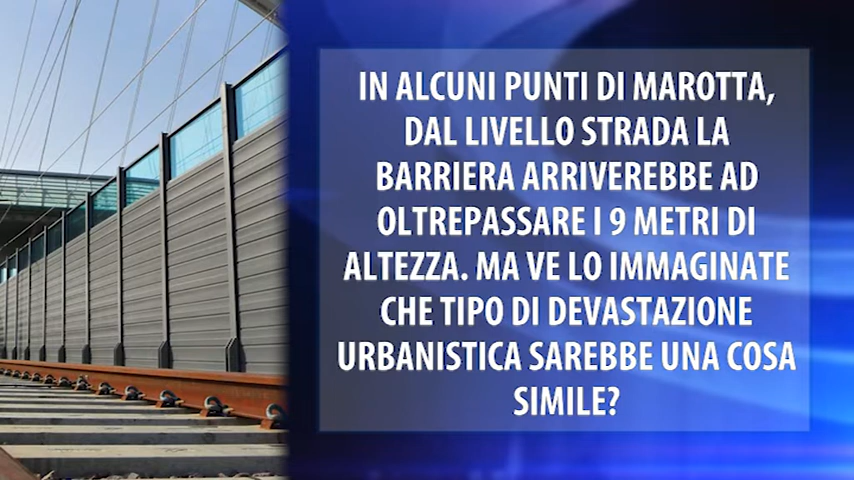 IN ALCUNI PUNTI DI MAROTTA,
DAL LIVELLO STRADA LA
BARRIERA ARRIVEREBBE AD
OLTREPASSARE I 9 METRI DI
ALTEZZA. MA VE LO IMMAGINATE
CHE TIPO DI DEVASTAZIONE
URBANISTICA SAREBBE UNA COSA
SIMILE?